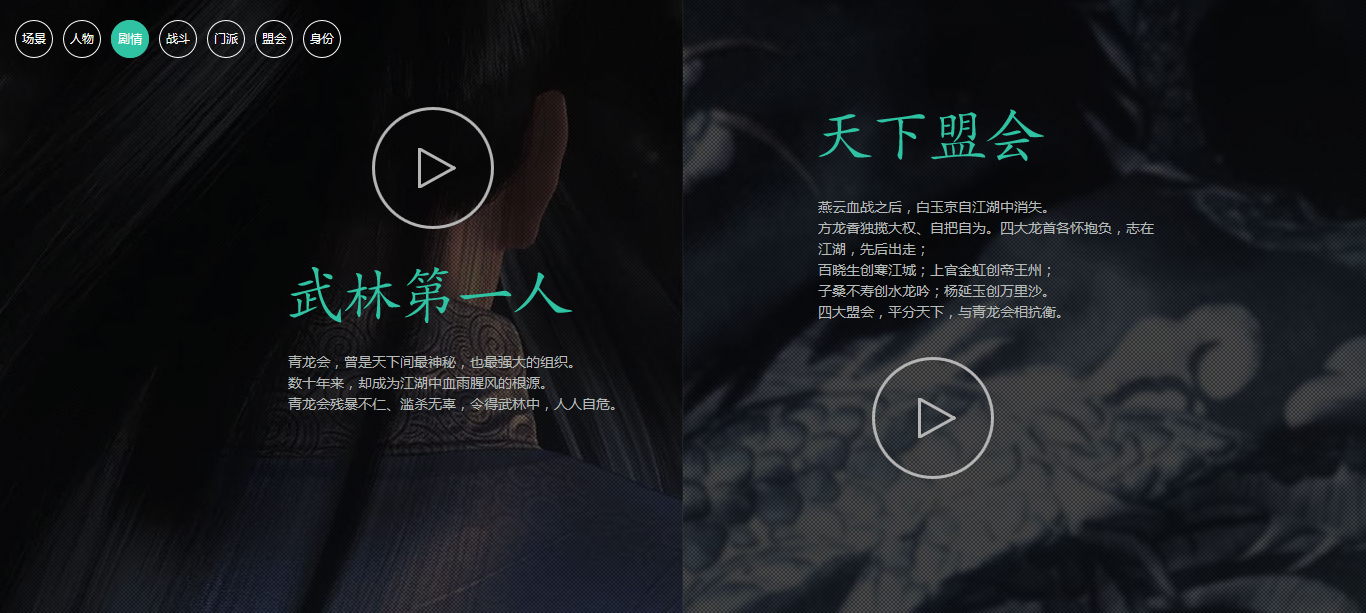 场景 人物 剧情 战斗 门派 盟会 身份
武林第一人
青龙会，曾是天下间最神秘，也最强大的组织。
数十年来，却成为江湖中血雨腥风的根源。
青龙会残暴不仁、滥杀无辜，令得武林中，人人自危。
天下盟会
燕云血战之后，白玉京自江湖中消失。
方龙香独揽大权、自把自为。四大龙首各怀抱负，志在
江湖，先后出走；
百晓生创寒江城；上官金虹创帝王州；
子桑不寿创水龙吟；杨延玉创万里沙。
四大盟会，平分天下，与青龙会相抗衡。